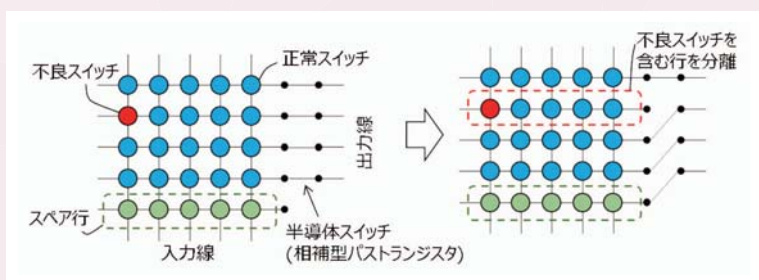 不良スイッチ
正常スイッチ
出力線
スペア行
入力線
半導体スイッチ
(相補型パストランジスタ)
不良スイッチを
含む行を分離